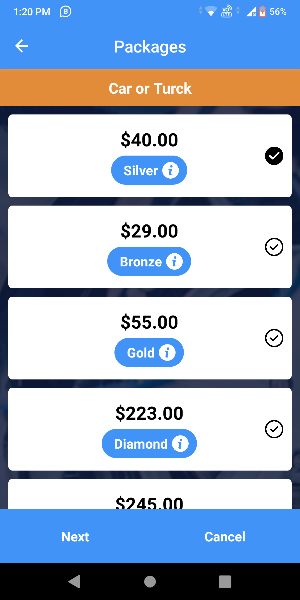 1:20 PM
56%
Packages
Car or Turck
$40.00
Silver i
$29.00
Bronze i
$55.00
Gold i
$223.00
Diamond i
$245.00
Next Cancel